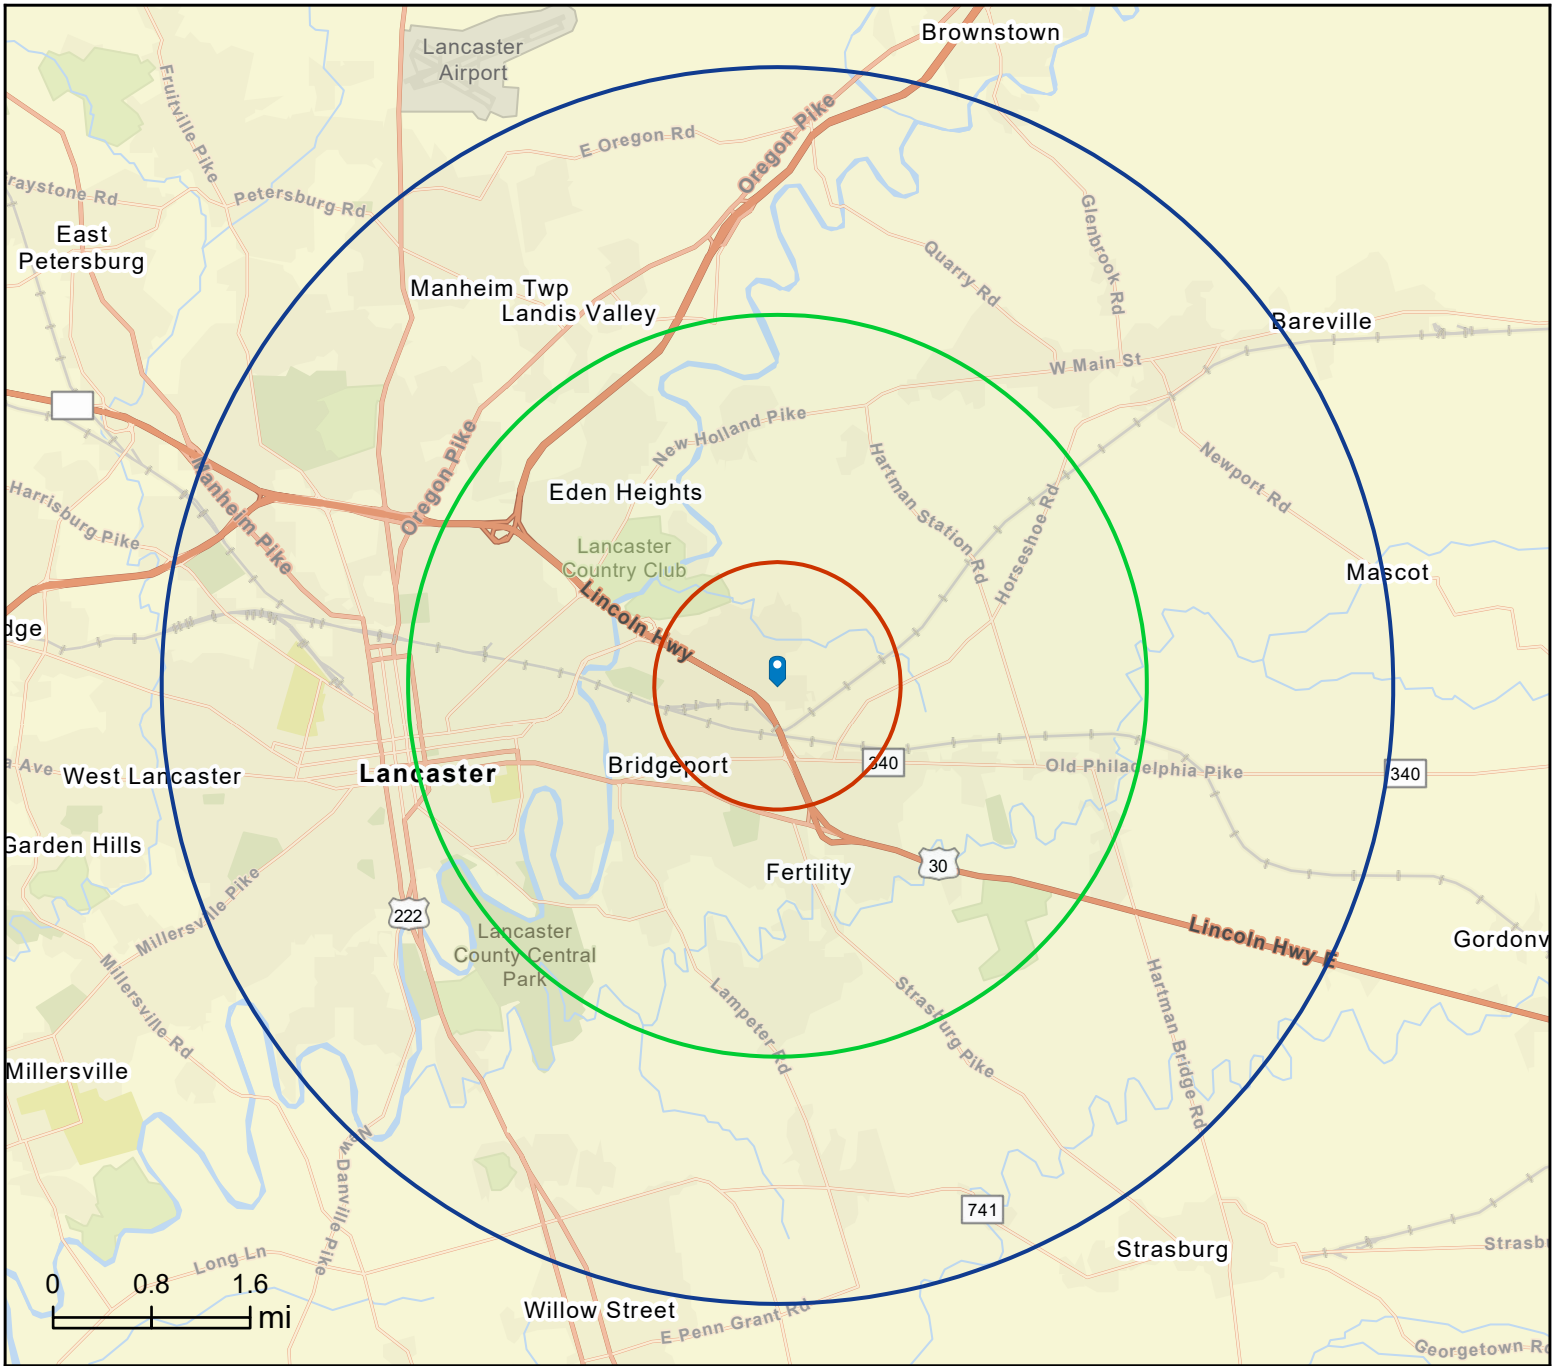 Brownstown
Lancaster
Airport
Fruitville Pike
Oregon Pike
E Oregon Rd
raystone Rd
Petersburg Rd
Glenbrook Rd
East
Petersburg
Quarry Rd
Manheim Twp
Landis Valley
Bareville
W Main St
New Holland Pike
Oregon Pike
Hartman Station Rd
Newport Rd
Manheim Pike
Harrisburg Pike
Eden Heights
Horseshoe Rd
Lancaster
Country Club
Mascot
Lincoln Hwy
dge
Bridgeport
340
Old Philadelphia Pike
340
a Ave
West Lancaster
Lancaster
Garden Hills
Fertility
30
Millersville Pike
222
Lancaster
County Central
Park
Lincoln Hwy E
Gordonv
Millersville Rd
Lampeter Rd
Strasburg Pike
Hartman Bridge Rd
Millersville
New Danville Pike
741
Strasburg
Strasb
Long Ln
0 0.8 1.6
mi
Willow Street
E Penn Grant Rd
Georgetown Rd